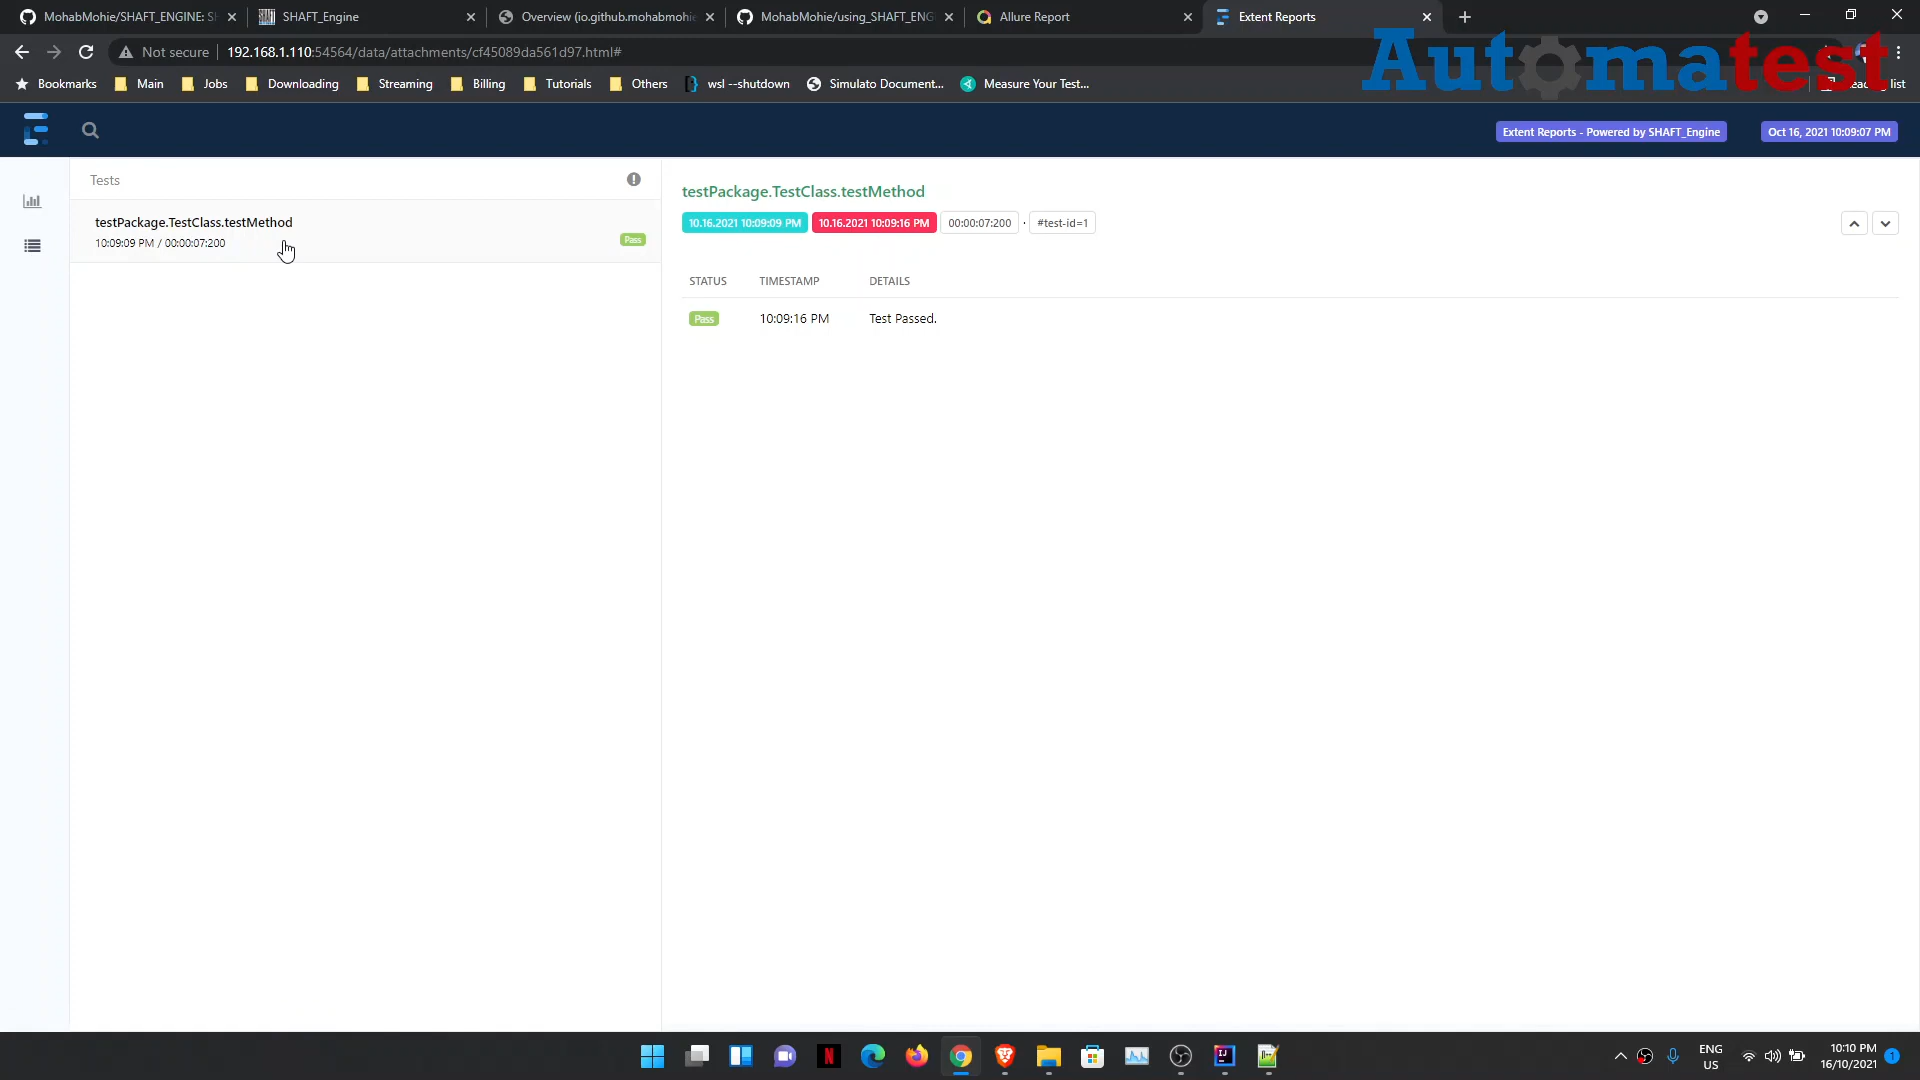 MohabMohie/SHAFT_ENGINE: S
SHAFT_Engine
Overview (io.github.mohabmohie
MohabMohie/using_SHAFT_ENG
Allure Report
Extent Reports
Not secure
192.168.1.110:54564/data/attachments/cf45089da561d97.html#
Automatest
Bookmarks
Main
Jobs
Downloading
Streaming
Billing
Tutorials
Others
wsl --shutdown
Simulato Document...
Measure Your Test...
list
Extent Reports - Powered by SHAFT_Engine
Oct 16, 2021 10:09:07 PM
Tests
testPackage.TestClass.testMethod
10:09:09 PM / 00:00:07:200
Pass
testPackage.TestClass.testMethod
10.16.2021 10:09:09 PM
10.16.2021 10:09:16 PM
00:00:07:200
· #test-id=1
STATUS TIMESTAMP DETAILS
Pass 10:09:16 PM Test Passed.
ENG
US
10:10 PM
16/10/2021
1